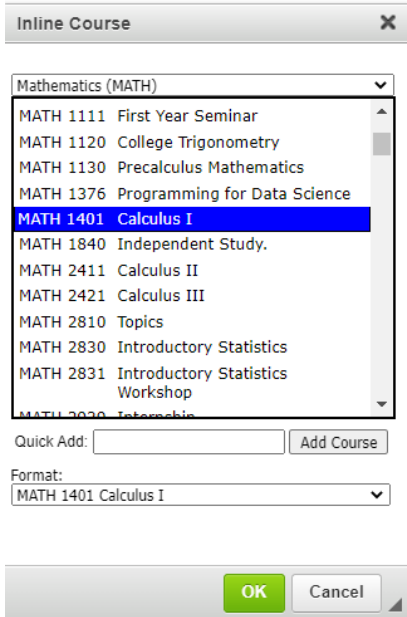 Inline Course
Mathematics (MATH)
MATH 1111 First Year Seminar
MATH 1120 College Trigonometry
MATH 1130 Precalculus Mathematics
MATH 1376 Programming for Data Science
MATH 1401 Calculus I
MATH 1840 Independent Study.
MATH 2411 Calculus II
MATH 2421 Calculus III
MATH 2810 Topics
MATH 2830 Introductory Statistics
MATH 2831 Introductory Statistics
Workshop
Quick Add:
Add Course
Format:
MATH 1401 Calculus I
OK
Cancel